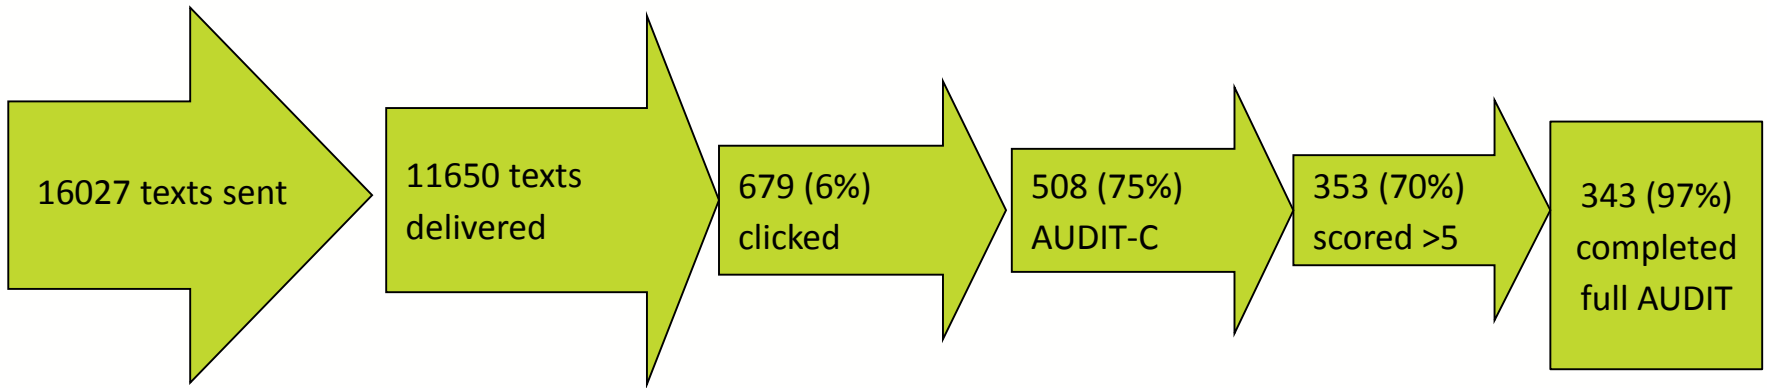 16027 texts sent
11650 texts
delivered
679 (6%)
clicked
508 (75%)
AUDIT-C
353 (70%)
scored >5
343 (97%)
completed
full AUDIT